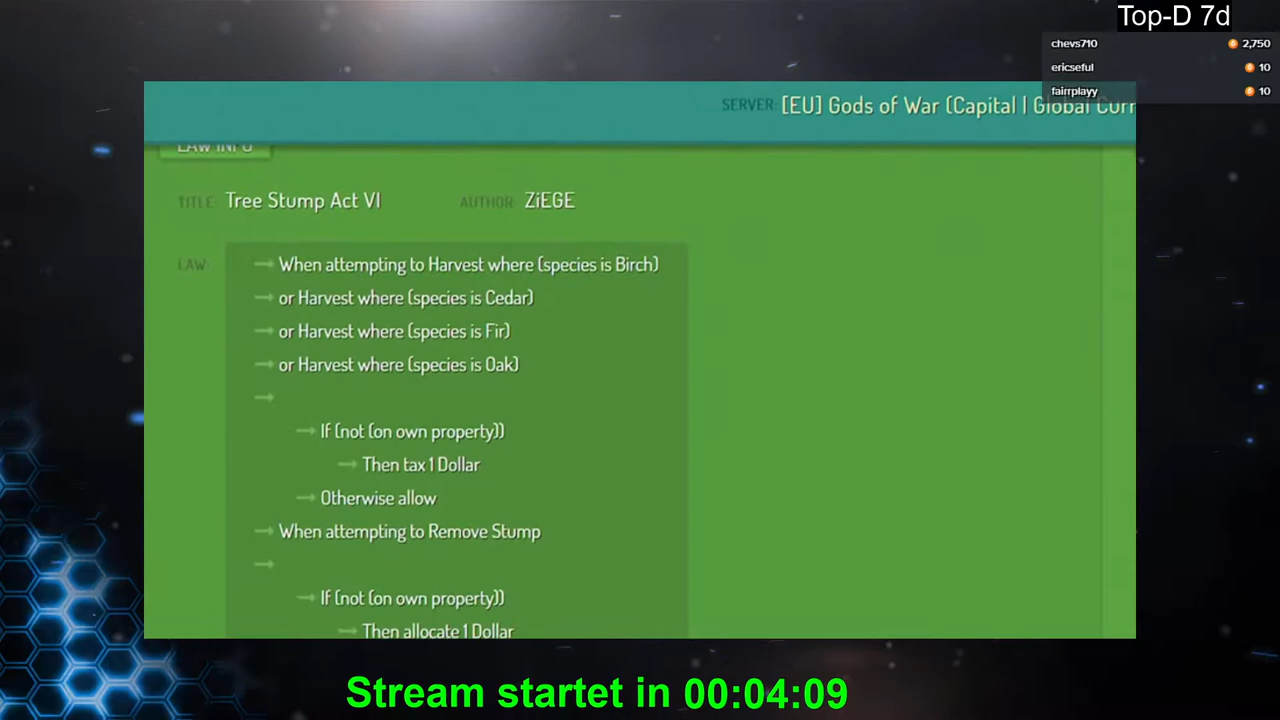 Top-D 7d
chevs710 2,750
ericseful 10
fairrplayy 10
SERVER: [EU] Gods of War (Capital | Global Curr
LAW INFO
TITLE: Tree Stump Act VI AUTHOR: ZiEGE
LAW:
When attempting to Harvest where (species is Birch)
or Harvest where (species is Cedar)
or Harvest where (species is Fir)
or Harvest where (species is Oak)
If (not (on own property))
Then tax 1 Dollar
Otherwise allow
When attempting to Remove Stump
If (not (on own property))
Then allocate 1 Dollar
Stream startet in 00:04:09